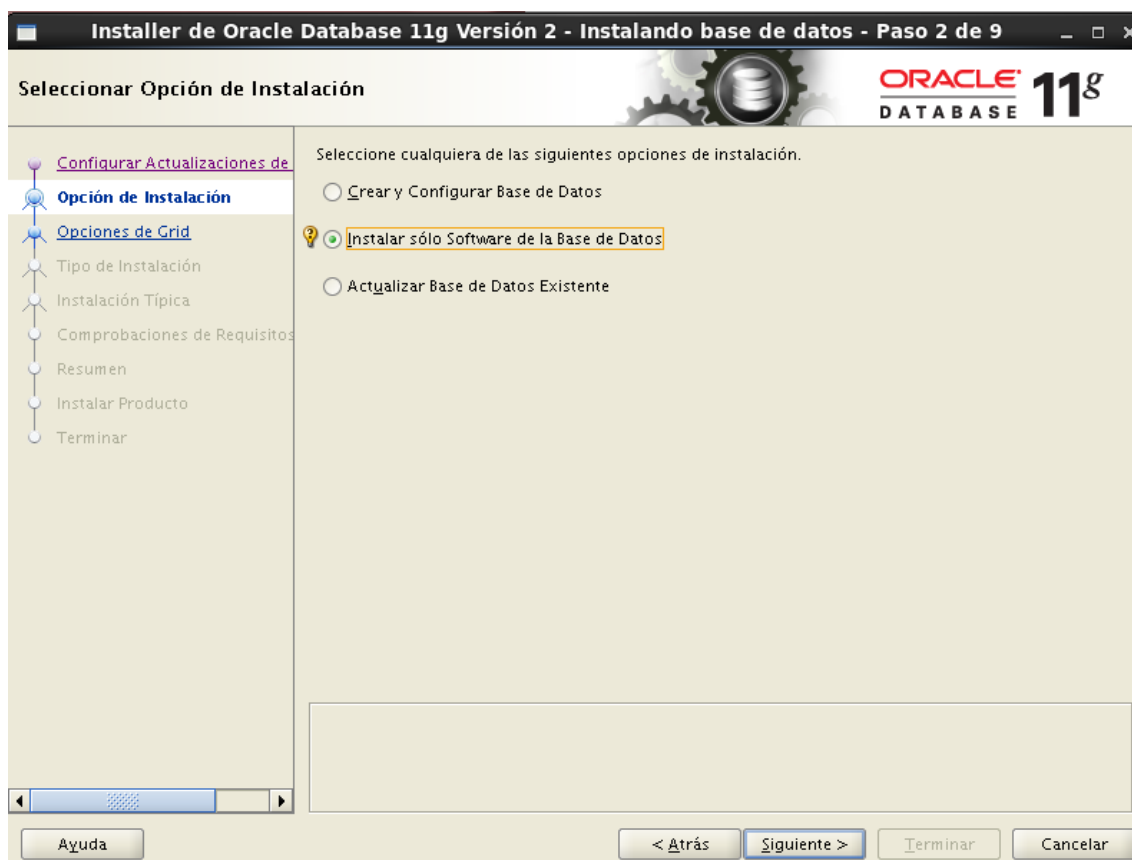 Installer de Oracle Database 11g Versión 2 - Instalando base de datos - Paso 2 de 9
Seleccionar Opción de Instalación
ORACLE
DATABASE
11g
Configurar Actualizaciones de
Opción de Instalación
Opciones de Grid
Tipo de Instalación
Instalación Típica
Comprobaciones de Requisitos
Resumen
Instalar Producto
Terminar
Seleccione cualquiera de las siguientes opciones de instalación.
Crear y Configurar Base de Datos
Instalar sólo Software de la Base de Datos
Actualizar Base de Datos Existente
Ayuda
< Atrás
Siguiente >
Terminar
Cancelar